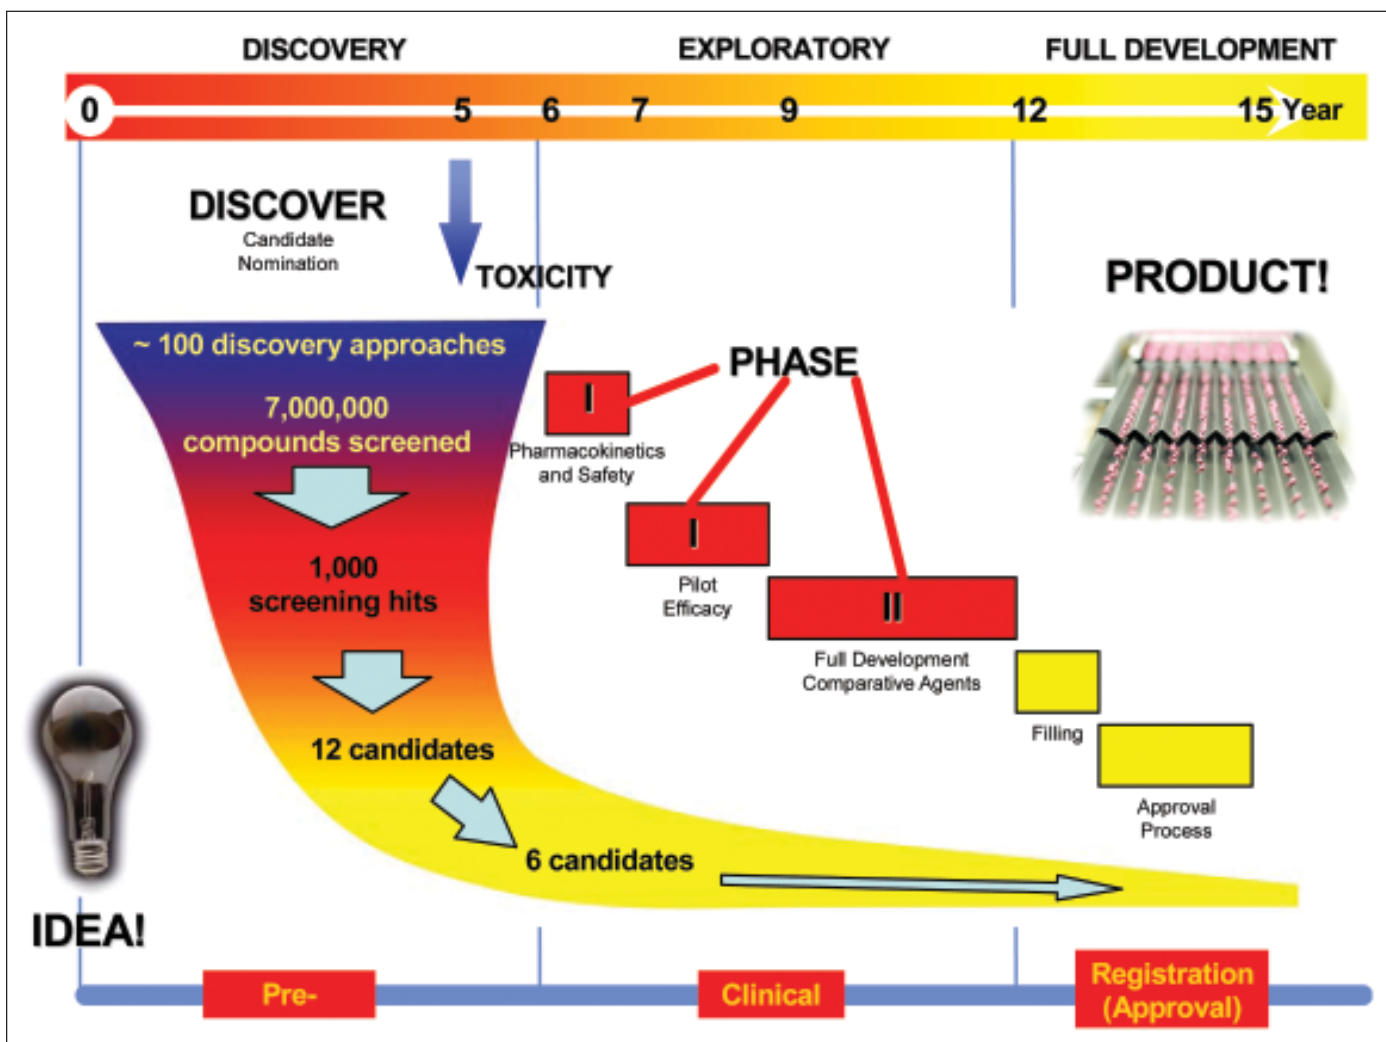 DISCOVERY
EXPLORATORY
FULL DEVELOPMENT
0 5 6 7 9 12 15 Year
DISCOVER
Candidate
Nomination
TOXICITY
PRODUCT!
~ 100 discovery approaches
7,000,000
compounds screened
1,000
screening hits
12 candidates
6 candidates
PHASE
I
Pharmacokinetics
and Safety
I
Pilot
Efficacy
II
Full Development
Comparative Agents
Filling
Approval
Process
IDEA!
Pre-
Clinical
Registration
(Approval)